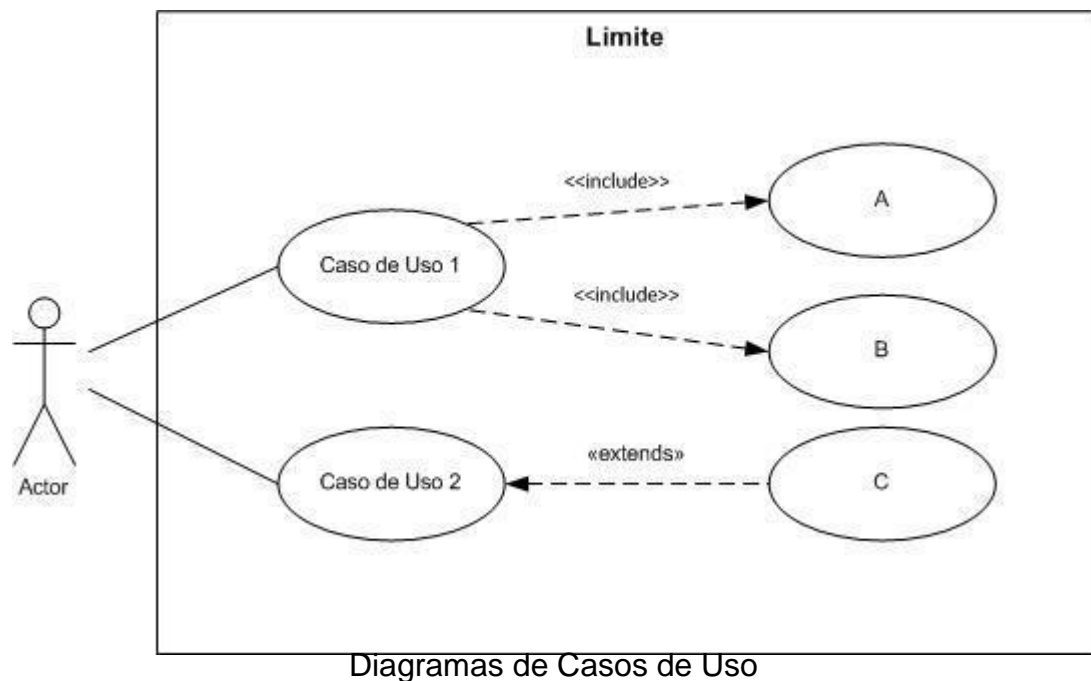 Limite
<<include>>
A
Caso de Uso 1
<<include>>
B
«extends»
Caso de Uso 2
C
Actor
Diagramas de Casos de Uso